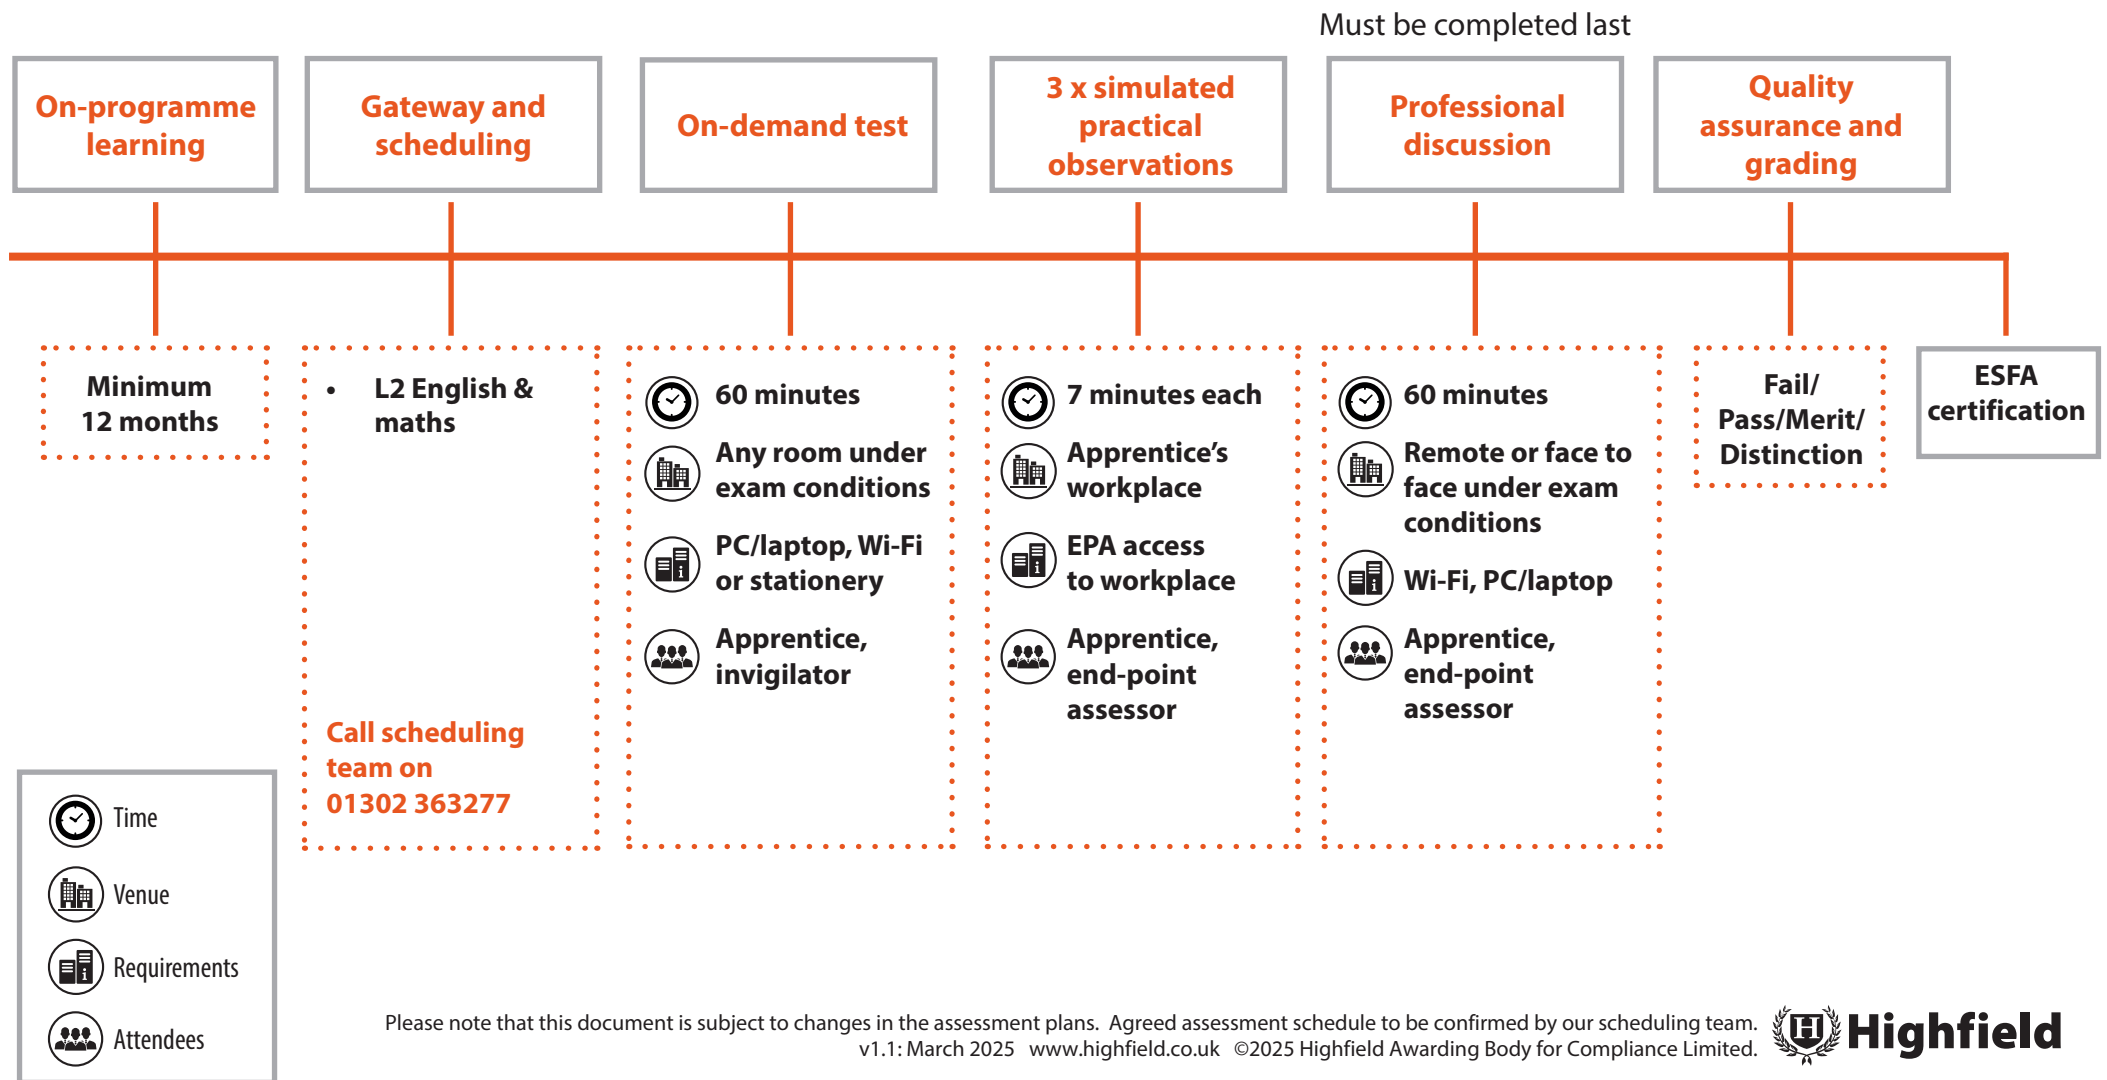 Must be completed last
On-programme
learning
Gateway and
scheduling
On-demand test
3 x simulated
practical
observations
Professional
discussion
Quality
assurance and
grading
Minimum
12 months
• L2 English &
maths
Call scheduling
team on
01302 363277
60 minutes
Any room under
exam conditions
PC/laptop, Wi-Fi
or stationery
Apprentice,
invigilator
7 minutes each
Apprentice’s
workplace
EPA access
to workplace
Apprentice,
end-point
assessor
60 minutes
Remote or face to
face under exam
conditions
Wi-Fi, PC/laptop
Apprentice,
end-point
assessor
Fail/
Pass/Merit/
Distinction
ESFA
certification
Time
Venue
Requirements
Attendees
Please note that this document is subject to changes in the assessment plans. Agreed assessment schedule to be confirmed by our scheduling team.
v1.1: March 2025 www.highfield.co.uk ©2025 Highfield Awarding Body for Compliance Limited.
H Highfield